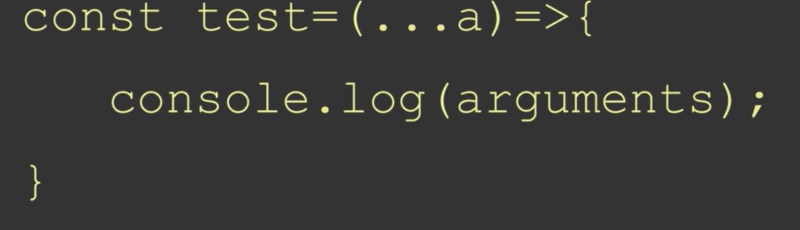 const test=(...a)=>{
console.log(arguments);
}